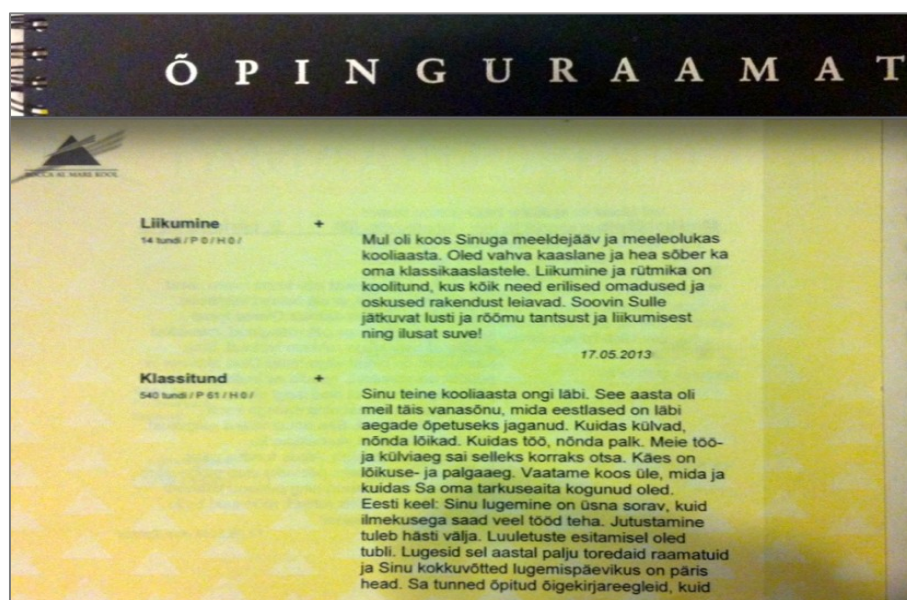 ÕPINGURAAMAT
ROCCA AL MARE KOOL
Liikumine +
14 tundi / P 0 / H 0 /
Mul oli koos Sinuga meeldejääv ja meeleolukas
kooliaasta. Oled vahva kaaslane ja hea sõber ka
oma klassikaaslastele. Liikumine ja rütmika on
koolitund, kus kõik need erilised omadused ja
oskused rakendust leiavad. Soovin Sulle
jätkuvat lusti ja rõõmu tantsust ja liikumisest
ning ilusat suve!
17.05.2013
Klassitund +
540 tundi / P 61 / H 0 /
Sinu teine kooliaasta ongi läbi. See aasta oli
meil täis vanasõnu, mida eestlased on läbi
aegade õpetuseks jaganud. Kuidas külvad,
nõnda lõikad. Kuidas töö, nõnda palk. Meie töö-
ja külviaeg sai selleks korraks otsa. Käes on
lõikuse- ja palgaaeg. Vaatame koos üle, mida ja
kuidas Sa oma tarkuseaita kogunud oled.
Eesti keel: Sinu lugemine on üsna sorav, kuid
ilmekusega saad veel tööd teha. Jutustamine
tuleb hästi välja. Luuletuste esitamisel oled
tubli. Lugesid sel aastal palju toredaid raamatuid
ja Sinu kokkuvõtted lugemispäevikus on päris
head. Sa tunned õpitud õigekirjareegleid, kuid